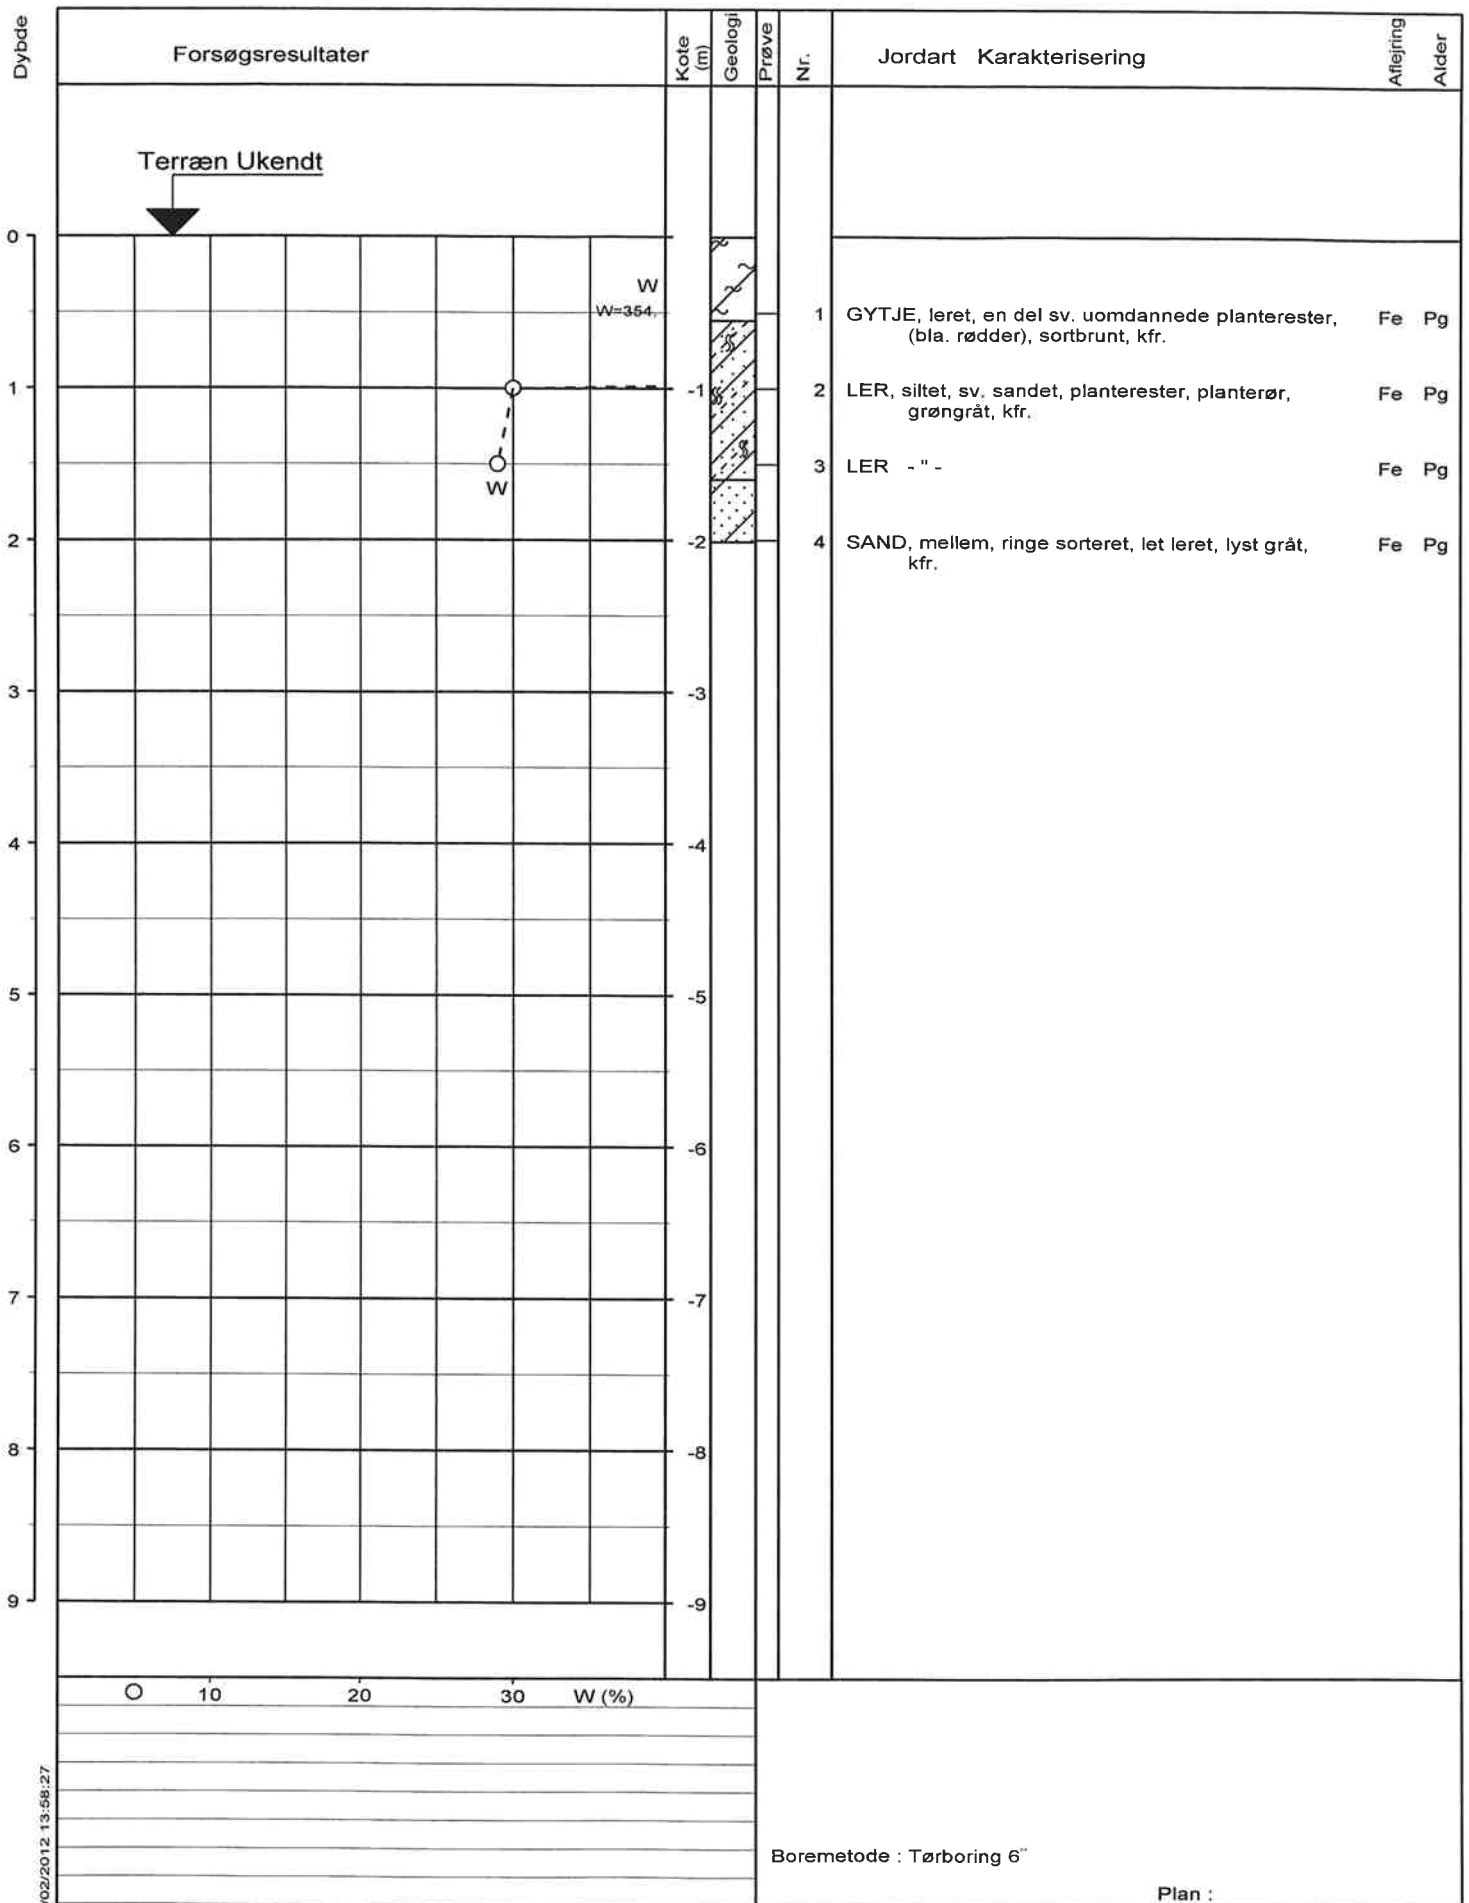 Dybde
Forsøgsresultater
Kote (m)
Geologi
Prøve
Nr.
Jordart Karakterisering
Aflejring
Alder
Terræn Ukendt
0
W
W=354.
1 GYTJE, leret, en del sv. uomdannede planterester, Fe Pg
(bla. rødder), sortbrunt, kfr.
1 -1 2 LER, siltet, sv. sandet, planterester, planterør, Fe Pg
grøngråt, kfr.
3 LER - " - Fe Pg
W
2 -2 4 SAND, mellem, ringe sorteret, let leret, lyst gråt, Fe Pg
kfr.
3 -3
4 -4
5 -5
6 -6
7 -7
8 -8
9 -9
10 20 30 W (%)
/02/2012 13:58:27
Boremetode : Tørboring 6"
Plan :